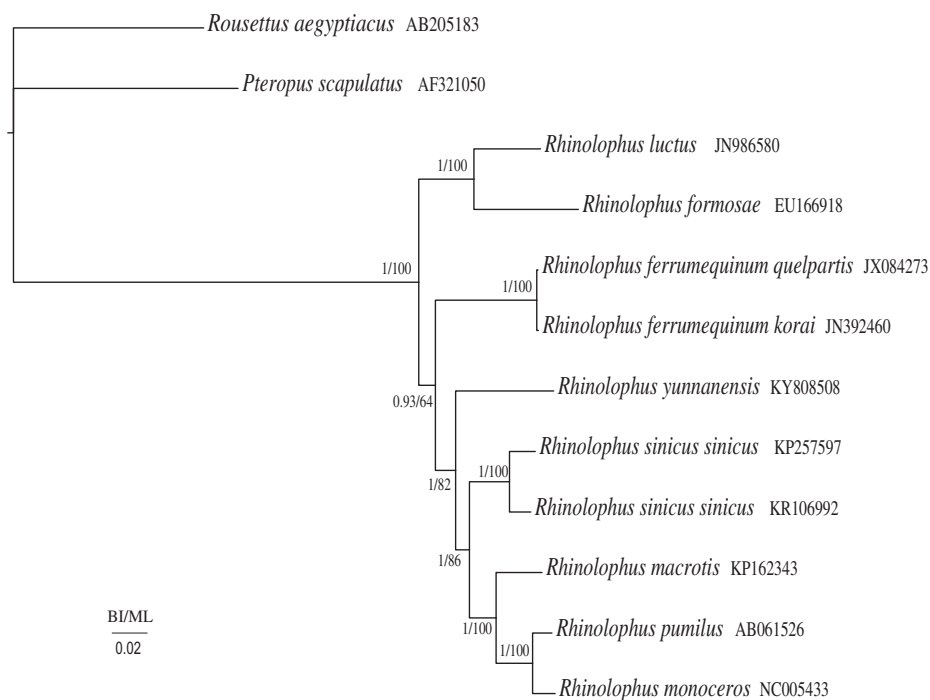 Rousettus aegyptiacus AB205183
Pteropus scapulatus AF321050
Rhinolophus luctus JN986580
1/100
Rhinolophus formosae EU166918
1/100
Rhinolophus ferrumequinum quelpartis JX084273
1/100
Rhinolophus ferrumequinum korai JN392460
Rhinolophus yunnanensis KY808508
0.93/64
Rhinolophus sinicus sinicus KP257597
1/100
1/82
Rhinolophus sinicus sinicus KR106992
1/86
Rhinolophus macrotis KP162343
BI/ML
0.02
1/100
Rhinolophus pumilus AB061526
1/100
Rhinolophus monoceros NC005433